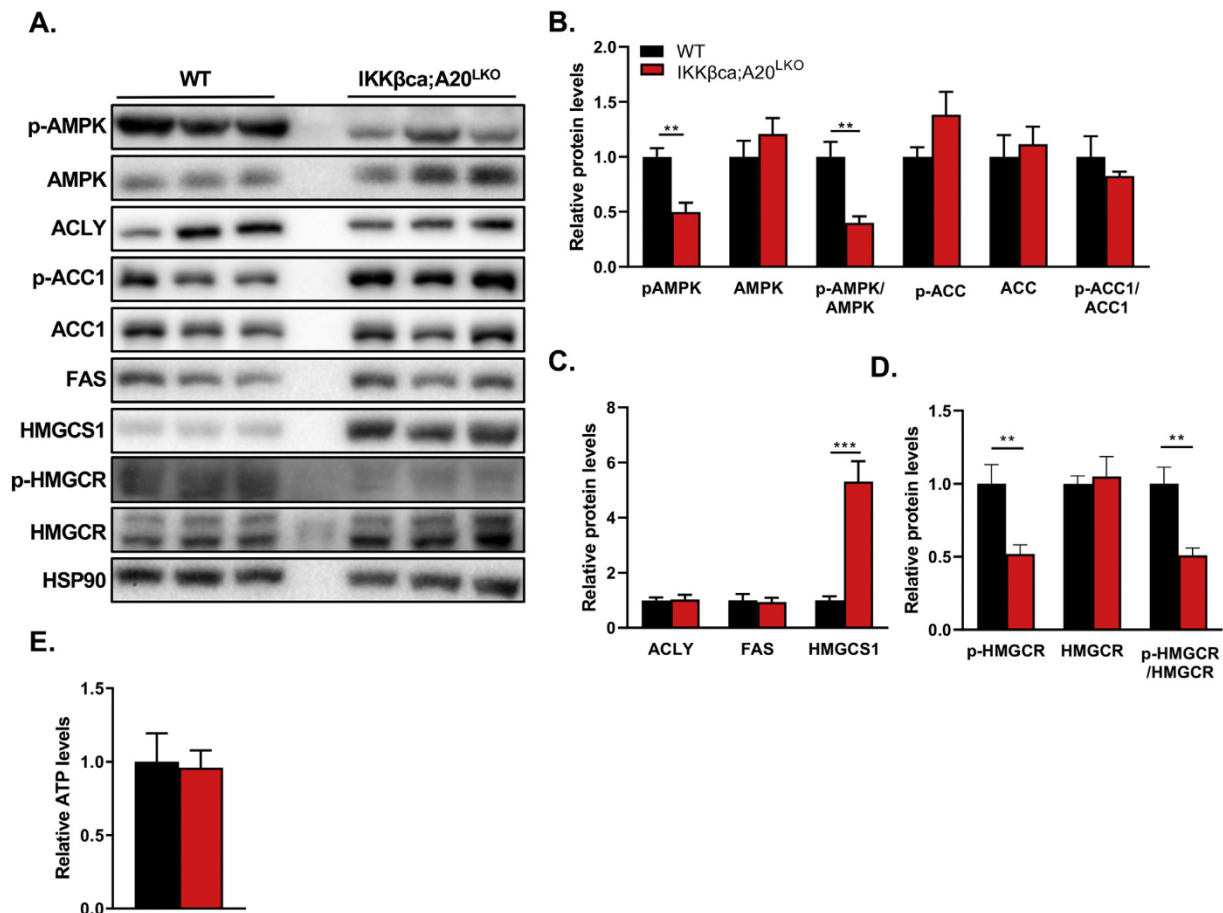 A.
WT IKKβca;A20LKO
p-AMPK
AMPK
ACLY
p-ACC1
ACC1
FAS
HMGCS1
p-HMGCR
HMGCR
HSP90
B.
WT
IKKβca;A20LKO
Relative protein levels
2.0
1.5
1.0
0.5
0.0
** **
pAMPK AMPK p-AMPK/ p-ACC ACC p-ACC1/
AMPK ACC1
C.
Relative protein levels
8
6
4
2
0
***
ACLY FAS HMGCS1
D.
Relative protein levels
1.5
1.0
0.5
0.0
** **
p-HMGCR HMGCR p-HMGCR
/HMGCR
E.
Relative ATP levels
1.5
1.0
0.5
0.0